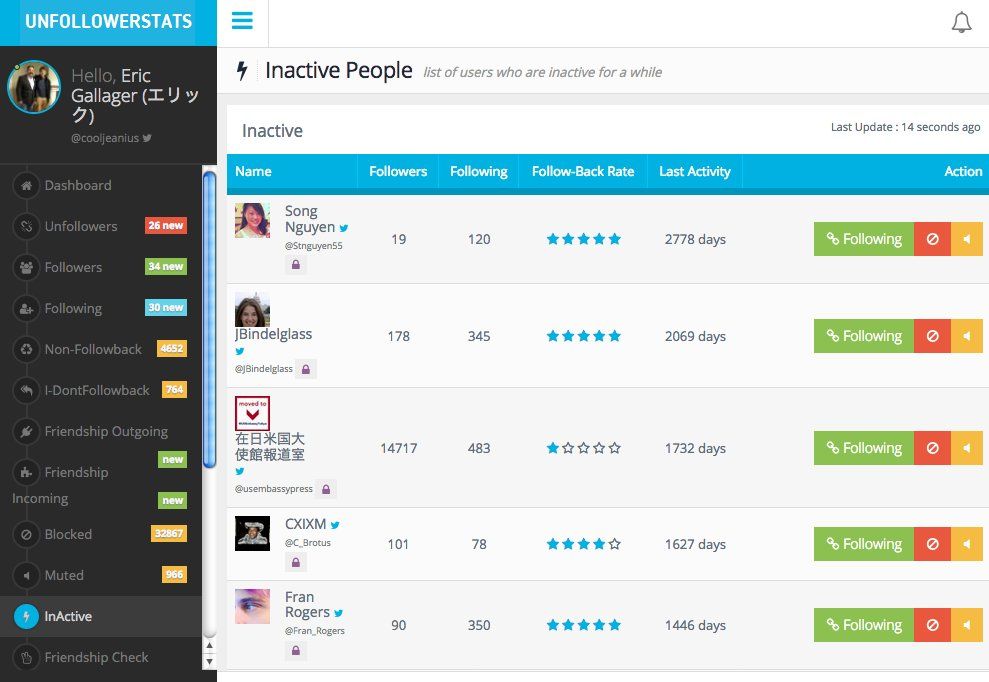 UNFOLLOWERSTATS
Hello, Eric
Gallager (エリッ
ク)
@cooljeanius
Dashboard
Unfollowers 26 new
Followers 34 new
Following 30 new
Non-Followback 4652
I-DontFollowback 764
Friendship Outgoing
new
Friendship
Incoming
new
Blocked 32867
Muted 966
InActive
Friendship Check
Inactive People list of users who are inactive for a while
Inactive
Last Update : 14 seconds ago
Name Followers Following Follow-Back Rate Last Activity Action
Song
Nguyen
@Stnguyen55
19 120 2778 days Following
JBindelglass
@JBindelglass
178 345 2069 days Following
moved to
在日米国大
使館報道室
@usembassypress
14717 483 1732 days Following
CXIXM
@C_Brotus
101 78 1627 days Following
Fran
Rogers
@Fran_Rogers
90 350 1446 days Following